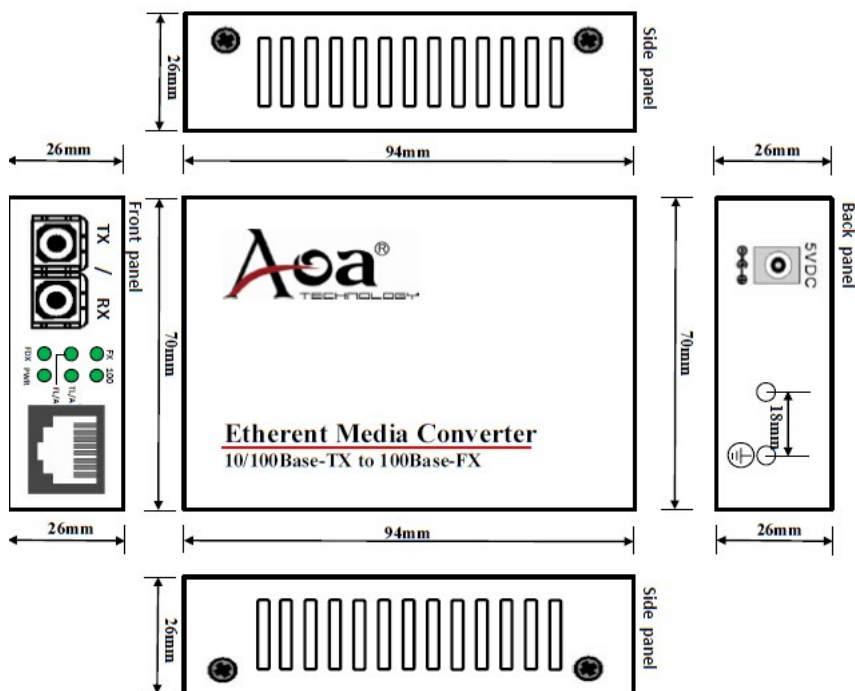 26mm
Side panel
94mm
26mm
26mm
Front panel
TX / RX
FDX
FX
PWR
100
FL/A
TL/A
26mm
70mm
Aoa®
TECHNOLOGY
Etherent Media Converter
10/100Base-TX to 100Base-FX
94mm
70mm
Back panel
5VDC
18mm
26mm
26mm
Side panel